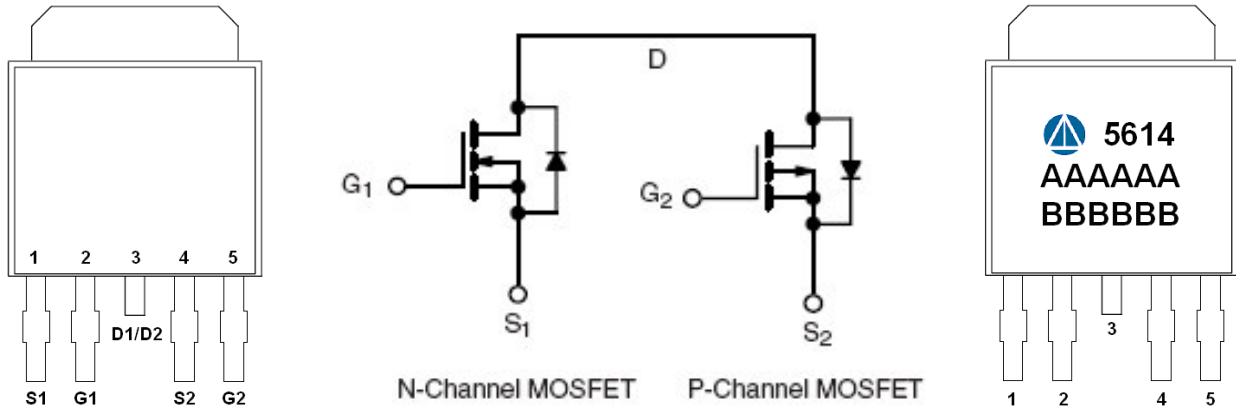 1 2 3 4 5
D1/D2
S1 G1 S2 G2
D
G1
G2
S1
S2
N-Channel MOSFET P-Channel MOSFET
5614
AAAAAA
BBBBBB
3
1 2 4 5